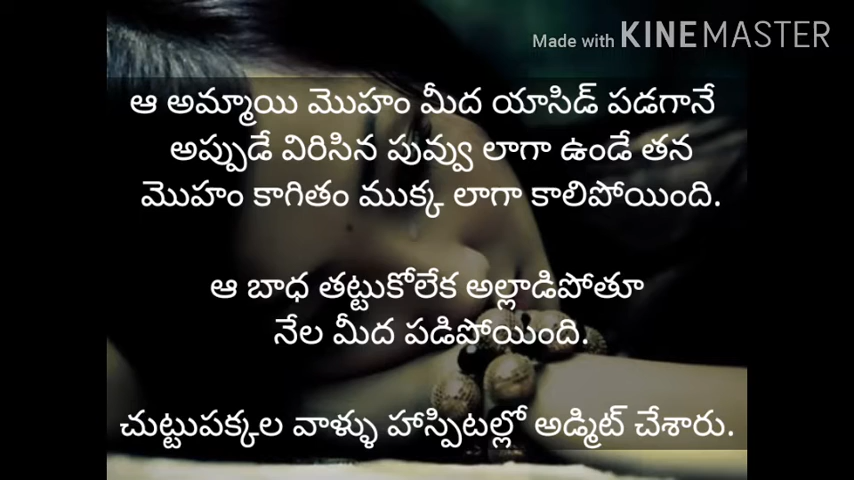 Made with KINEMASTER
ఆ అమ్మాయి మొహం మీద యాసిడ్ పడగానే
అప్పుడే విరిసిన పువ్వు లాగా ఉండే తన
మొహం కాగితం ముక్క లాగా కాలిపోయింది.
ఆ బాధ తట్టుకోలేక అల్లాడిపోతూ
నేల మీద పడిపోయింది.
చుట్టుపక్కల వాళ్ళు హాస్పిటల్లో అడ్మిట్ చేశారు.